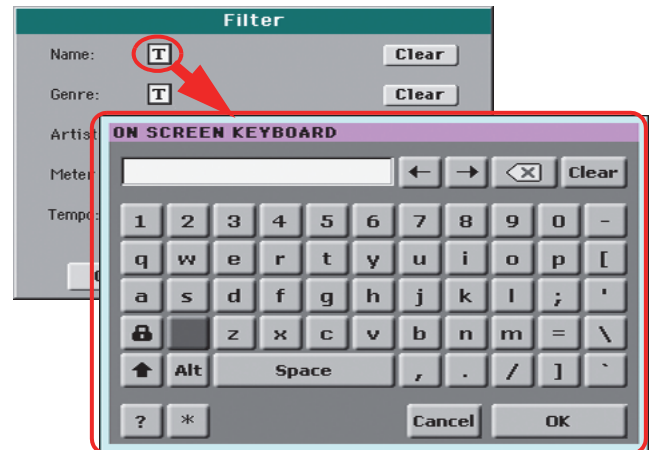 Filter
Name: T Clear
Genre: T Clear
Artist
Meter
Tempo:
ON SCREEN KEYBOARD
← → ⌫ Clear
1 2 3 4 5 6 7 8 9 0 -
q w e r t y u i o p [
a s d f g h j k l ; '
z x c v b n m = \
Alt Space , . / ] `
? * Cancel OK